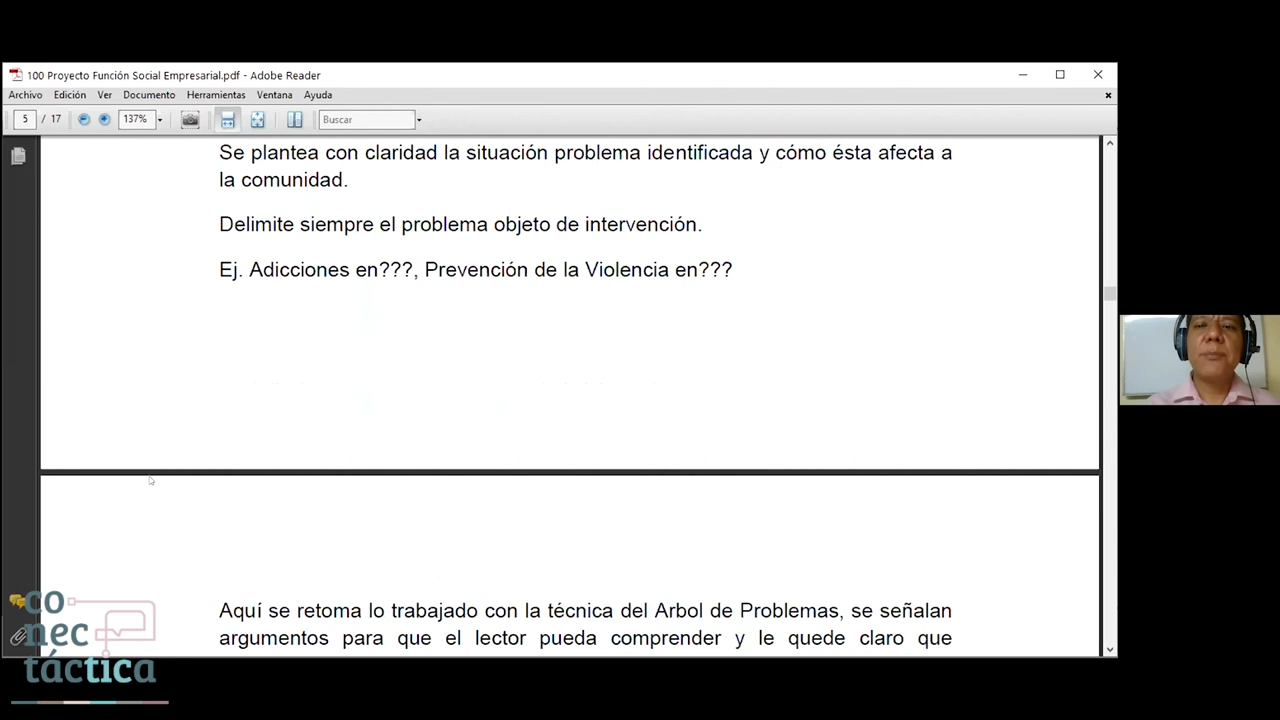 100 Proyecto Función Social Empresarial.pdf - Adobe Reader
Archivo Edición Ver Documento Herramientas Ventana Ayuda
5 / 17 137% Buscar
Se plantea con claridad la situación problema identificada y cómo ésta afecta a
la comunidad.
Delimite siempre el problema objeto de intervención.
Ej. Adicciones en???, Prevención de la Violencia en???
Aquí se retoma lo trabajado con la técnica del Arbol de Problemas, se señalan
argumentos para que el lector pueda comprender y le quede claro que
co
nec
táctica